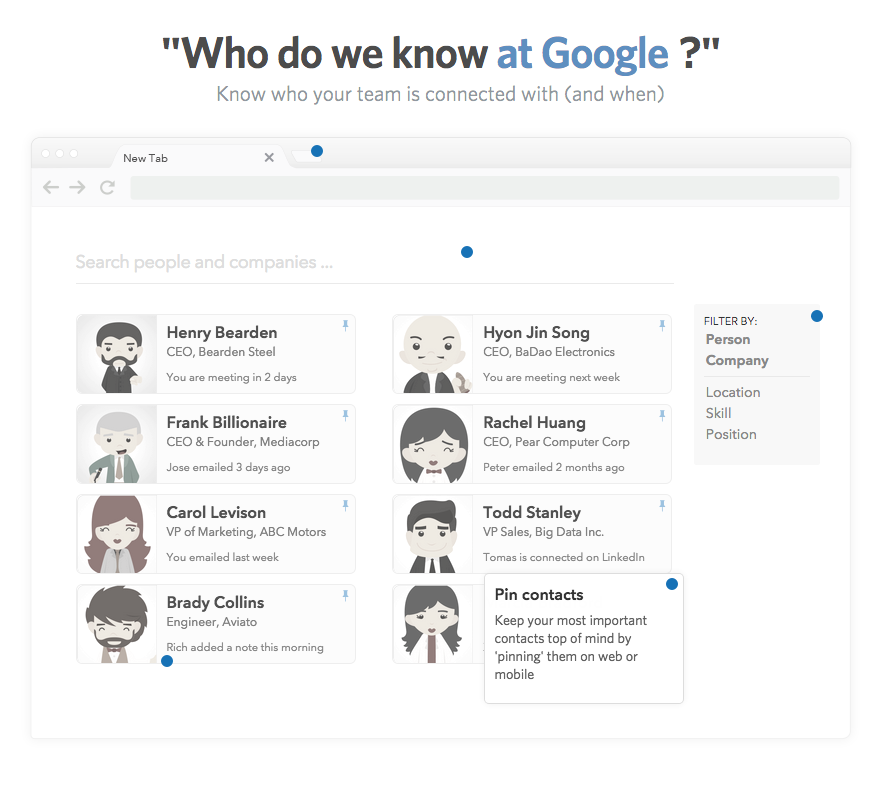 "Who do we know at Google ?"
Know who your team is connected with (and when)
New Tab
Search people and companies ...
Henry Bearden
CEO, Bearden Steel
You are meeting in 2 days
Hyon Jin Song
CEO, BaDao Electronics
You are meeting next week
FILTER BY:
Person
Company
Location
Skill
Position
Frank Billionaire
CEO & Founder, Mediacorp
Jose emailed 3 days ago
Rachel Huang
CEO, Pear Computer Corp
Peter emailed 2 months ago
Carol Levison
VP of Marketing, ABC Motors
You emailed last week
Todd Stanley
VP Sales, Big Data Inc.
Tomas is connected on LinkedIn
Brady Collins
Engineer, Aviato
Rich added a note this morning
Pin contacts
Keep your most important
contacts top of mind by
'pinning' them on web or
mobile